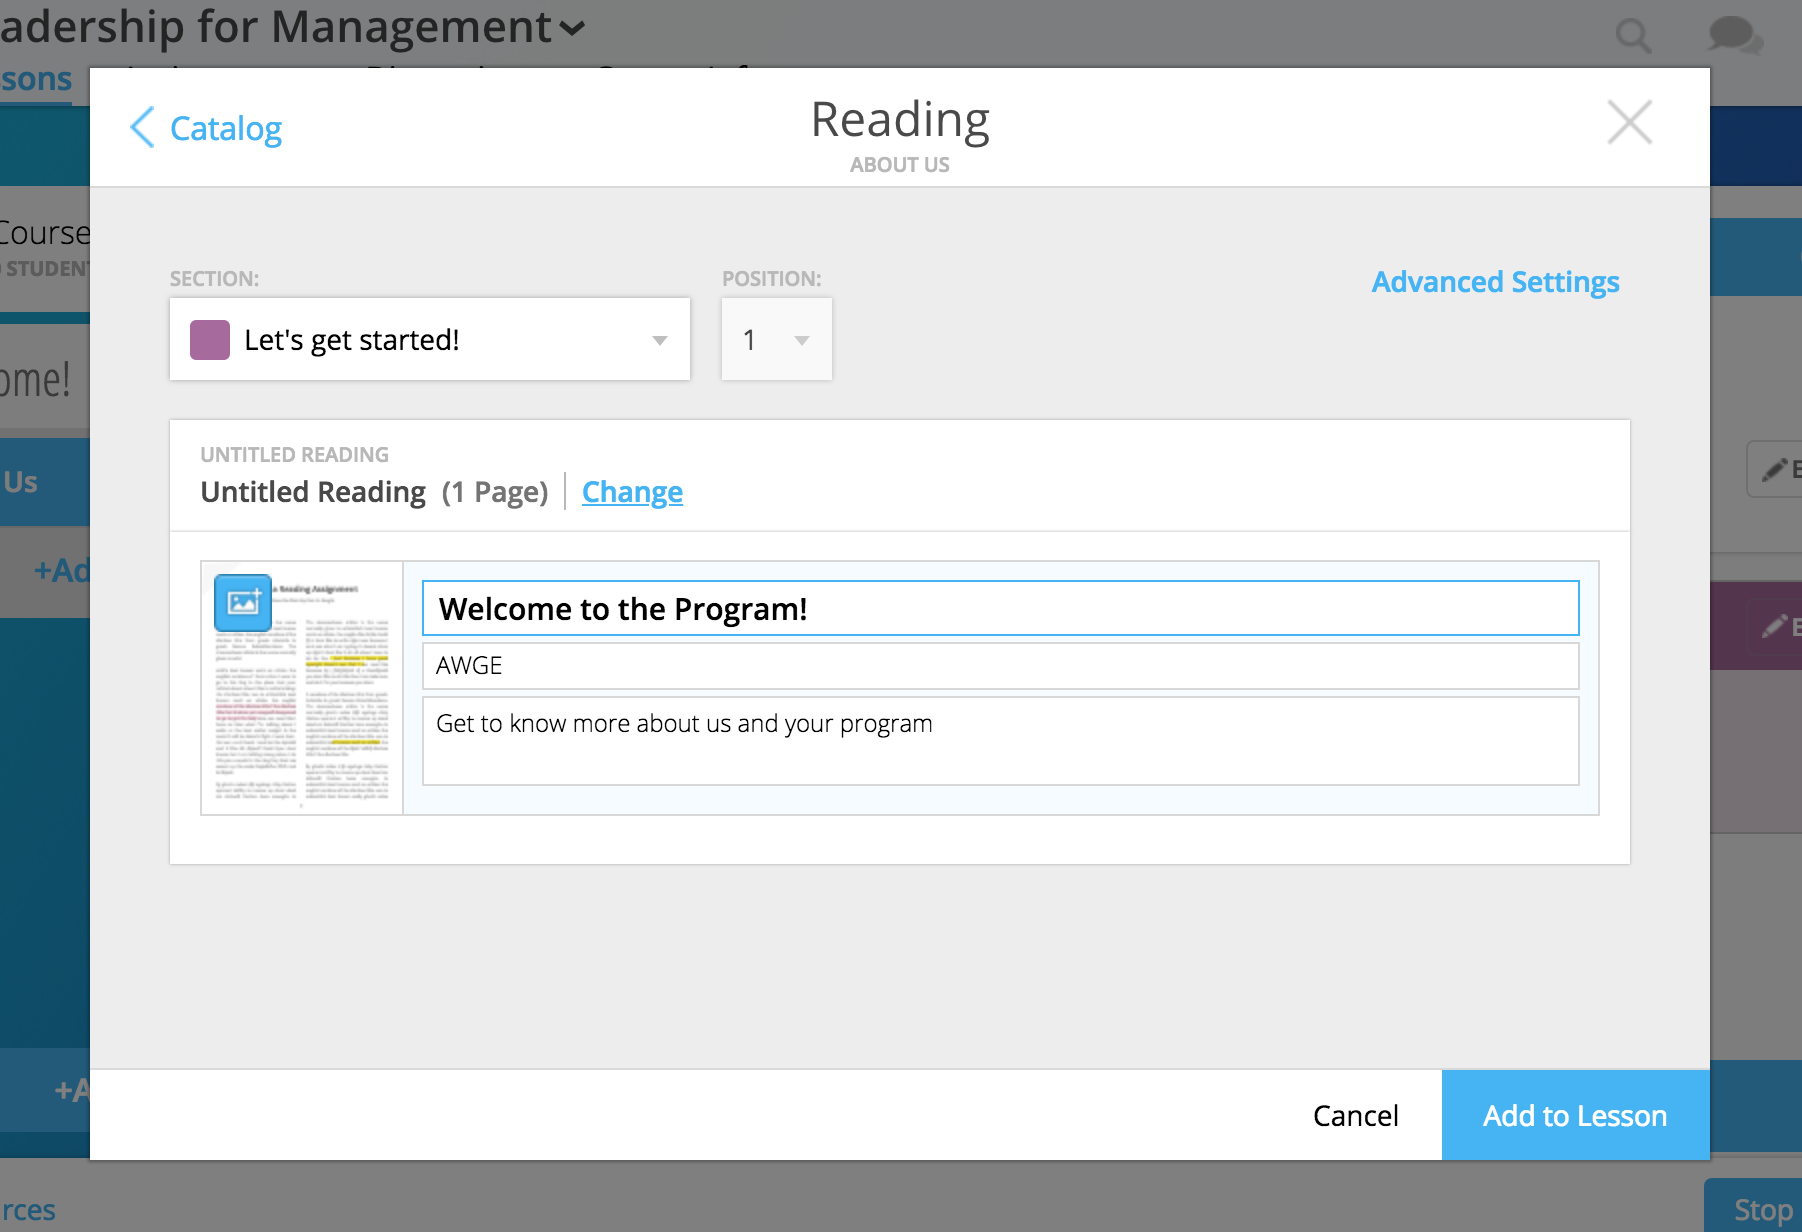 adership for Management
sons
Catalog
Reading
ABOUT US
Course
STUDENT
SECTION:
POSITION:
Advanced Settings
Let's get started!
1
ome!
UNTITLED READING
Untitled Reading (1 Page)
Change
Us
+Ad
Reading Assignment
Welcome to the Program!
AWGE
Get to know more about us and your program
+A
Cancel
Add to Lesson
rces
Stop